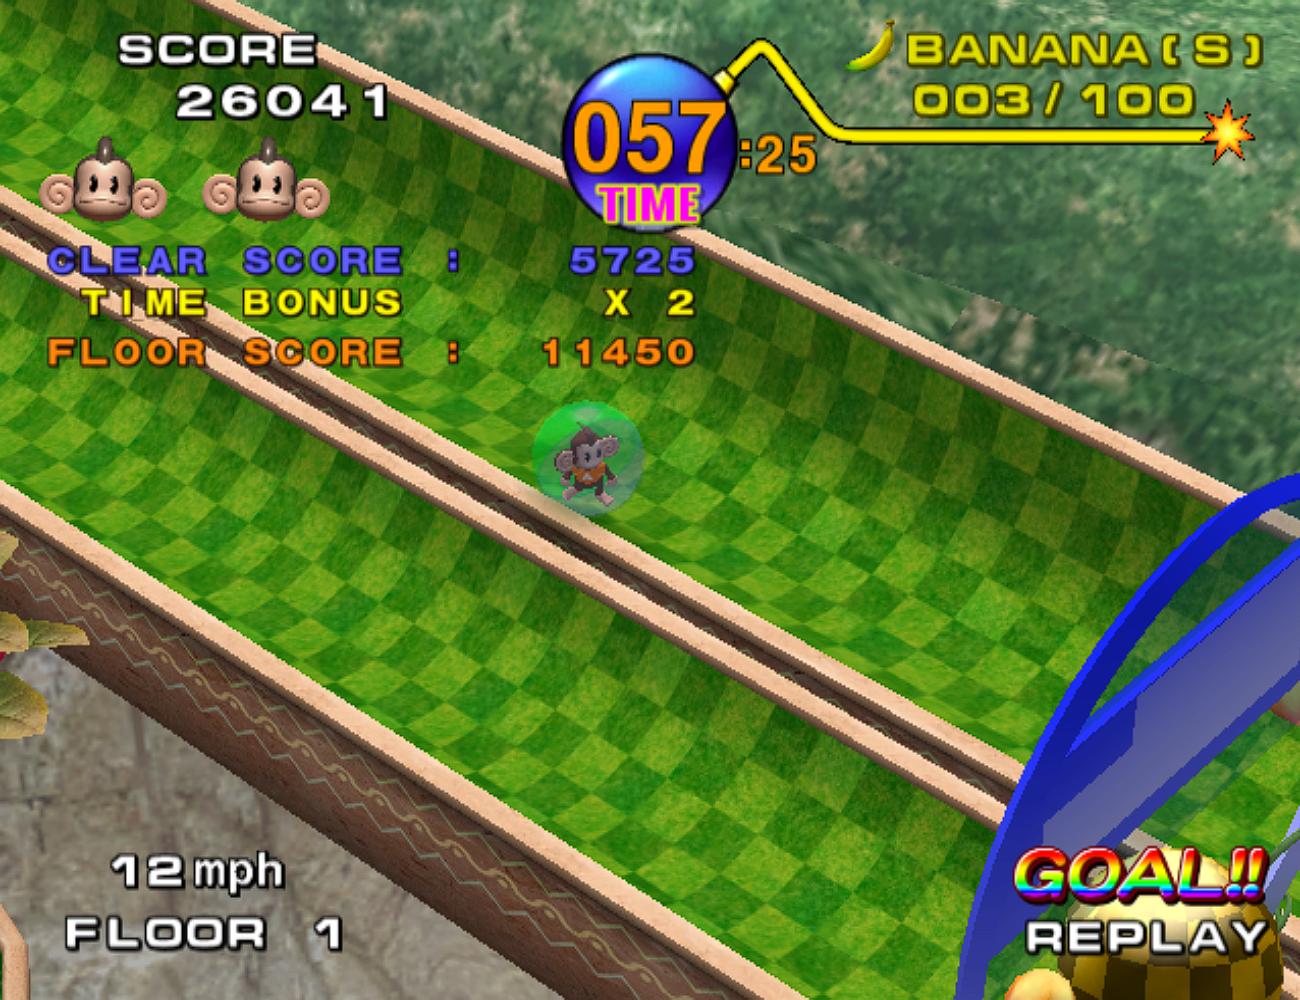 SCORE
26041
057:25
TIME
BANANA(S)
003/100
CLEAR SCORE : 5725
TIME BONUS X 2
FLOOR SCORE : 11450
12mph
FLOOR 1
GOAL!!
REPLAY